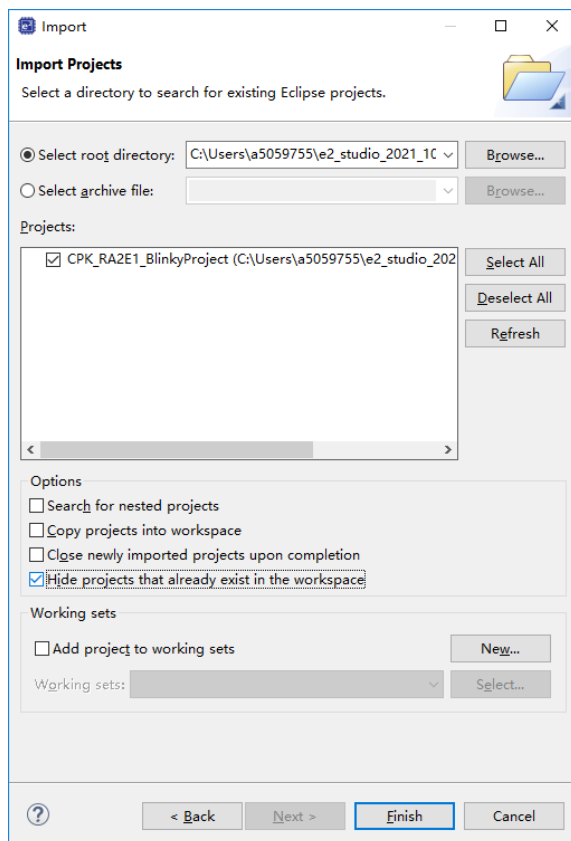 Import
Import Projects
Select a directory to search for existing Eclipse projects.
Select root directory: C:\Users\a5059755\e2_studio_2021_10 Browse...
Select archive file: Browse...
Projects:
CPK_RA2E1_BlinkyProject (C:\Users\a5059755\e2_studio_202
Select All
Deselect All
Refresh
Options
Search for nested projects
Copy projects into workspace
Close newly imported projects upon completion
Hide projects that already exist in the workspace
Working sets
Add project to working sets New...
Working sets: Select...
? < Back Next > Finish Cancel